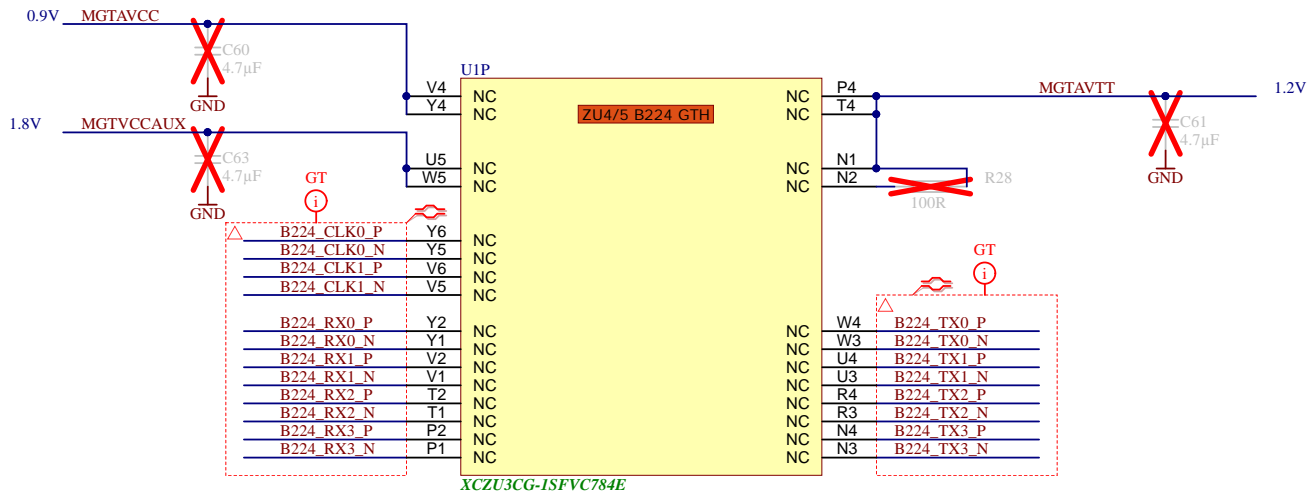 0.9V MGTAVCC
C60
4.7µF
GND
1.8V MGTVCCAUX
C63
4.7µF
GND
U1P
ZU4/5 B224 GTH
V4 NC
Y4 NC
U5 NC
W5 NC
GT
i
B224_CLK0_P Y6 NC
B224_CLK0_N Y5 NC
B224_CLK1_P V6 NC
B224_CLK1_N V5 NC
B224_RX0_P Y2 NC
B224_RX0_N Y1 NC
B224_RX1_P V2 NC
B224_RX1_N V1 NC
B224_RX2_P T2 NC
B224_RX2_N T1 NC
B224_RX3_P P2 NC
B224_RX3_N P1 NC
NC P4 MGTAVTT 1.2V
NC T4
C61
4.7µF
GND
NC N1
NC N2 R28
100R
GT
i
NC W4 B224_TX0_P
NC W3 B224_TX0_N
NC U4 B224_TX1_P
NC U3 B224_TX1_N
NC R4 B224_TX2_P
NC R3 B224_TX2_N
NC N4 B224_TX3_P
NC N3 B224_TX3_N
XCZU3CG-1SFVC784E